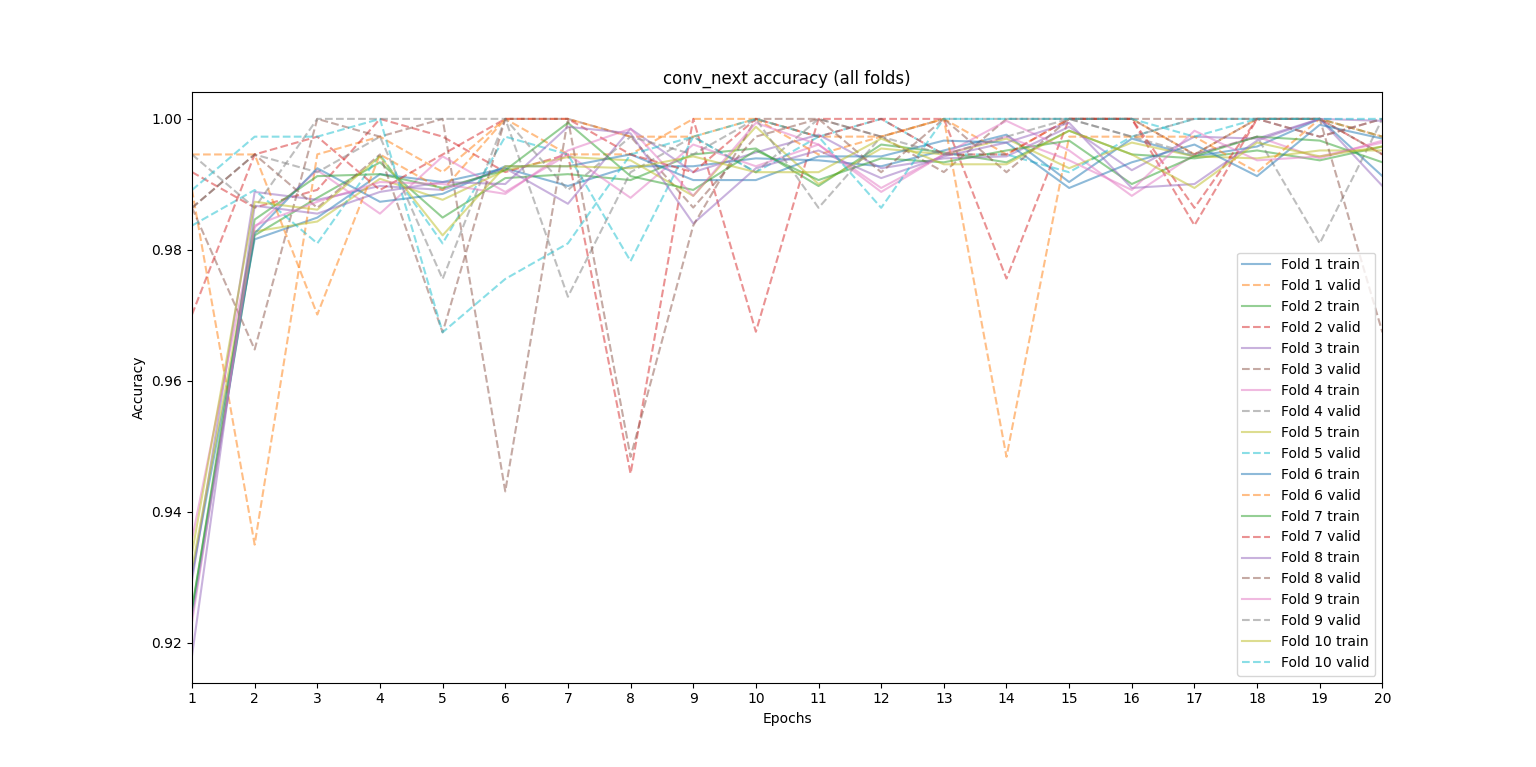 conv_next accuracy (all folds)
1.00
0.98
0.96
0.94
0.92
Accuracy
1 2 3 4 5 6 7 8 9 10 11 12 13 14 15 16 17 18 19 20
Epochs
Fold 1 train
Fold 1 valid
Fold 2 train
Fold 2 valid
Fold 3 train
Fold 3 valid
Fold 4 train
Fold 4 valid
Fold 5 train
Fold 5 valid
Fold 6 train
Fold 6 valid
Fold 7 train
Fold 7 valid
Fold 8 train
Fold 8 valid
Fold 9 train
Fold 9 valid
Fold 10 train
Fold 10 valid